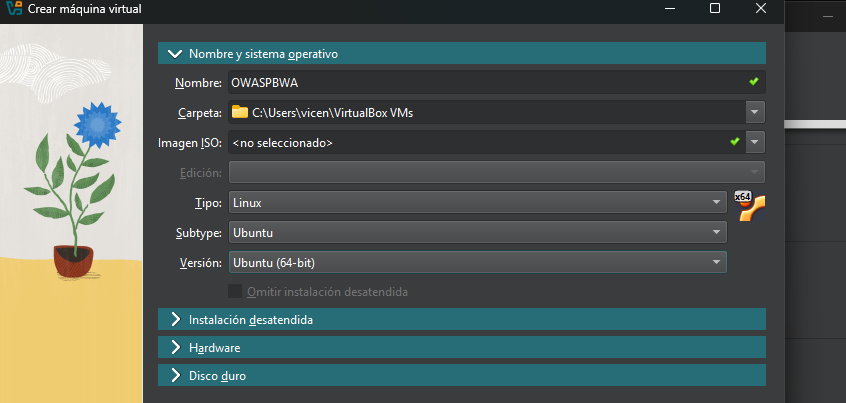 Crear máquina virtual
Nombre y sistema operativo
Nombre: OWASPBWA
Carpeta: C:\Users\vicen\VirtualBox VMs
Imagen ISO: <no seleccionado>
Edición:
Tipo: Linux
x64
Subtype: Ubuntu
Versión: Ubuntu (64-bit)
Omitir instalación desatendida
Instalación desatendida
Hardware
Disco duro